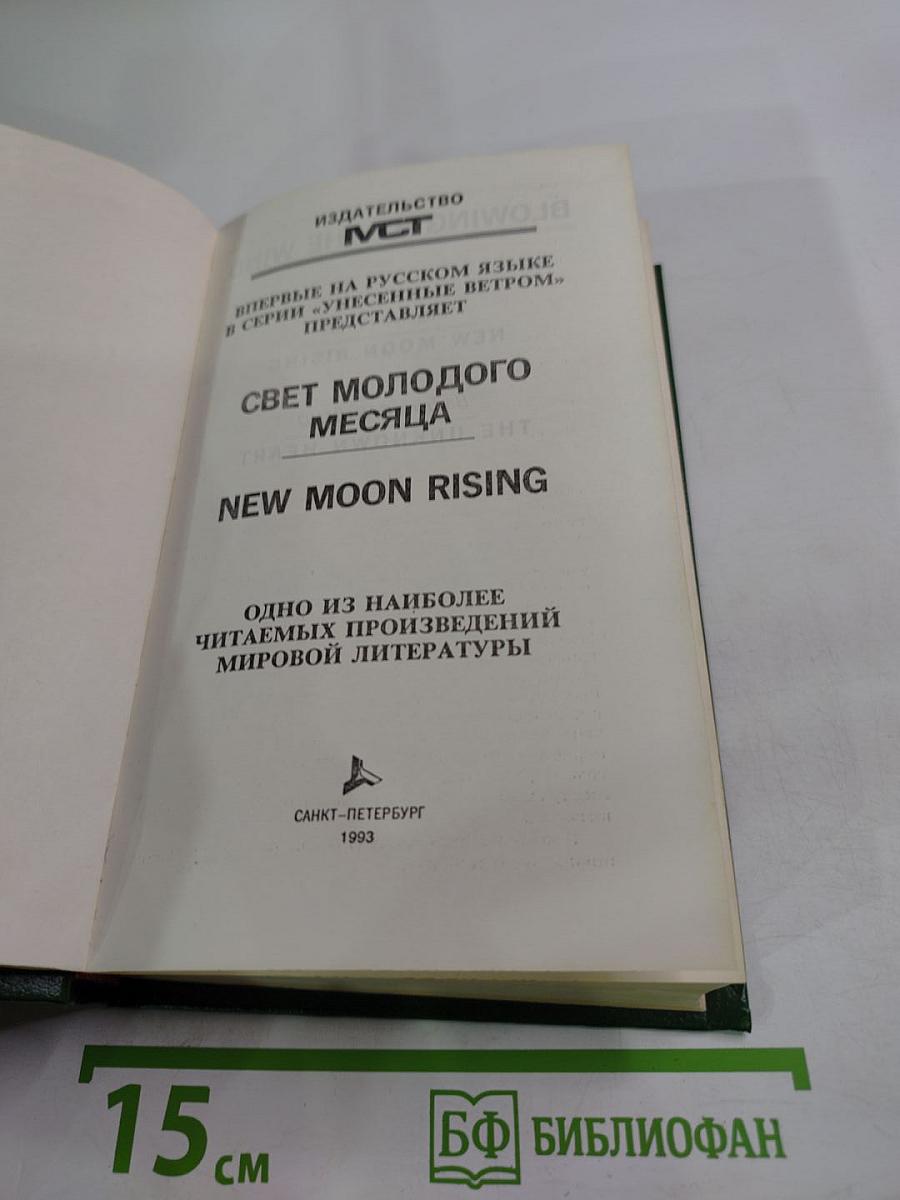 ИЗДАТЕЛЬСТВО
МСТ
ВПЕРВЫЕ НА РУССКОМ ЯЗЫКЕ
В СЕРИИ «УНЕСЕННЫЕ ВЕТРОМ»
ПРЕДСТАВЛЯЕТ
СВЕТ МОЛОДОГО
МЕСЯЦА
NEW MOON RISING
ОДНО ИЗ НАИБОЛЕЕ
ЧИТАЕМЫХ ПРОИЗВЕДЕНИЙ
МИРОВОЙ ЛИТЕРАТУРЫ
САНКТ-ПЕТЕРБУРГ
1993
15 см
БФ БИБЛИОФАН